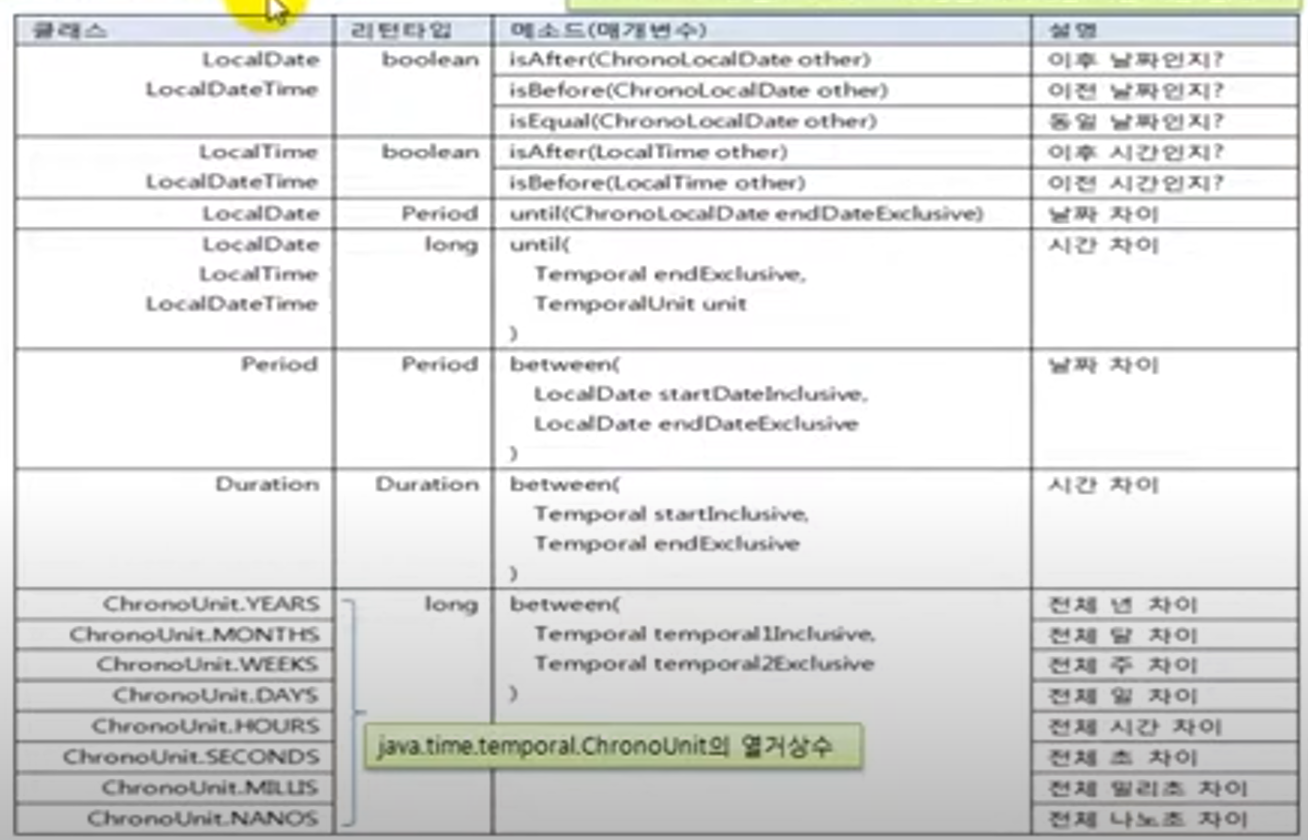 클래스 리턴타입 메소드(매개변수) 설명
LocalDate boolean isAfter(ChronoLocalDate other) 이후 날짜인지?
LocalDateTime isBefore(ChronoLocalDate other) 이전 날짜인지?
isEqual(ChronoLocalDate other) 동일 날짜인지?
LocalTime boolean isAfter(LocalTime other) 이후 시간인지?
LocalDateTime isBefore(LocalTime other) 이전 시간인지?
LocalDate Period until(ChronoLocalDate endDateExclusive) 날짜 차이
LocalDate long until( 시간 차이
LocalTime Temporal endExclusive,
LocalDateTime TemporalUnit unit
)
Period Period between( 날짜 차이
LocalDate startDateInclusive,
LocalDate endDateExclusive
)
Duration Duration between( 시간 차이
Temporal startInclusive,
Temporal endExclusive
)
ChronoUnit.YEARS long between( 전체 년 차이
ChronoUnit.MONTHS Temporal temporal1Inclusive, 전체 달 차이
ChronoUnit.WEEKS Temporal temporal2Exclusive 전체 주 차이
ChronoUnit.DAYS ) 전체 일 차이
ChronoUnit.HOURS 전체 시간 차이
java.time.temporal.ChronoUnit의 열거상수
ChronoUnit.SECONDS 전체 초 차이
ChronoUnit.MILLIS 전체 밀리초 차이
ChronoUnit.NANOS 전체 나노초 차이